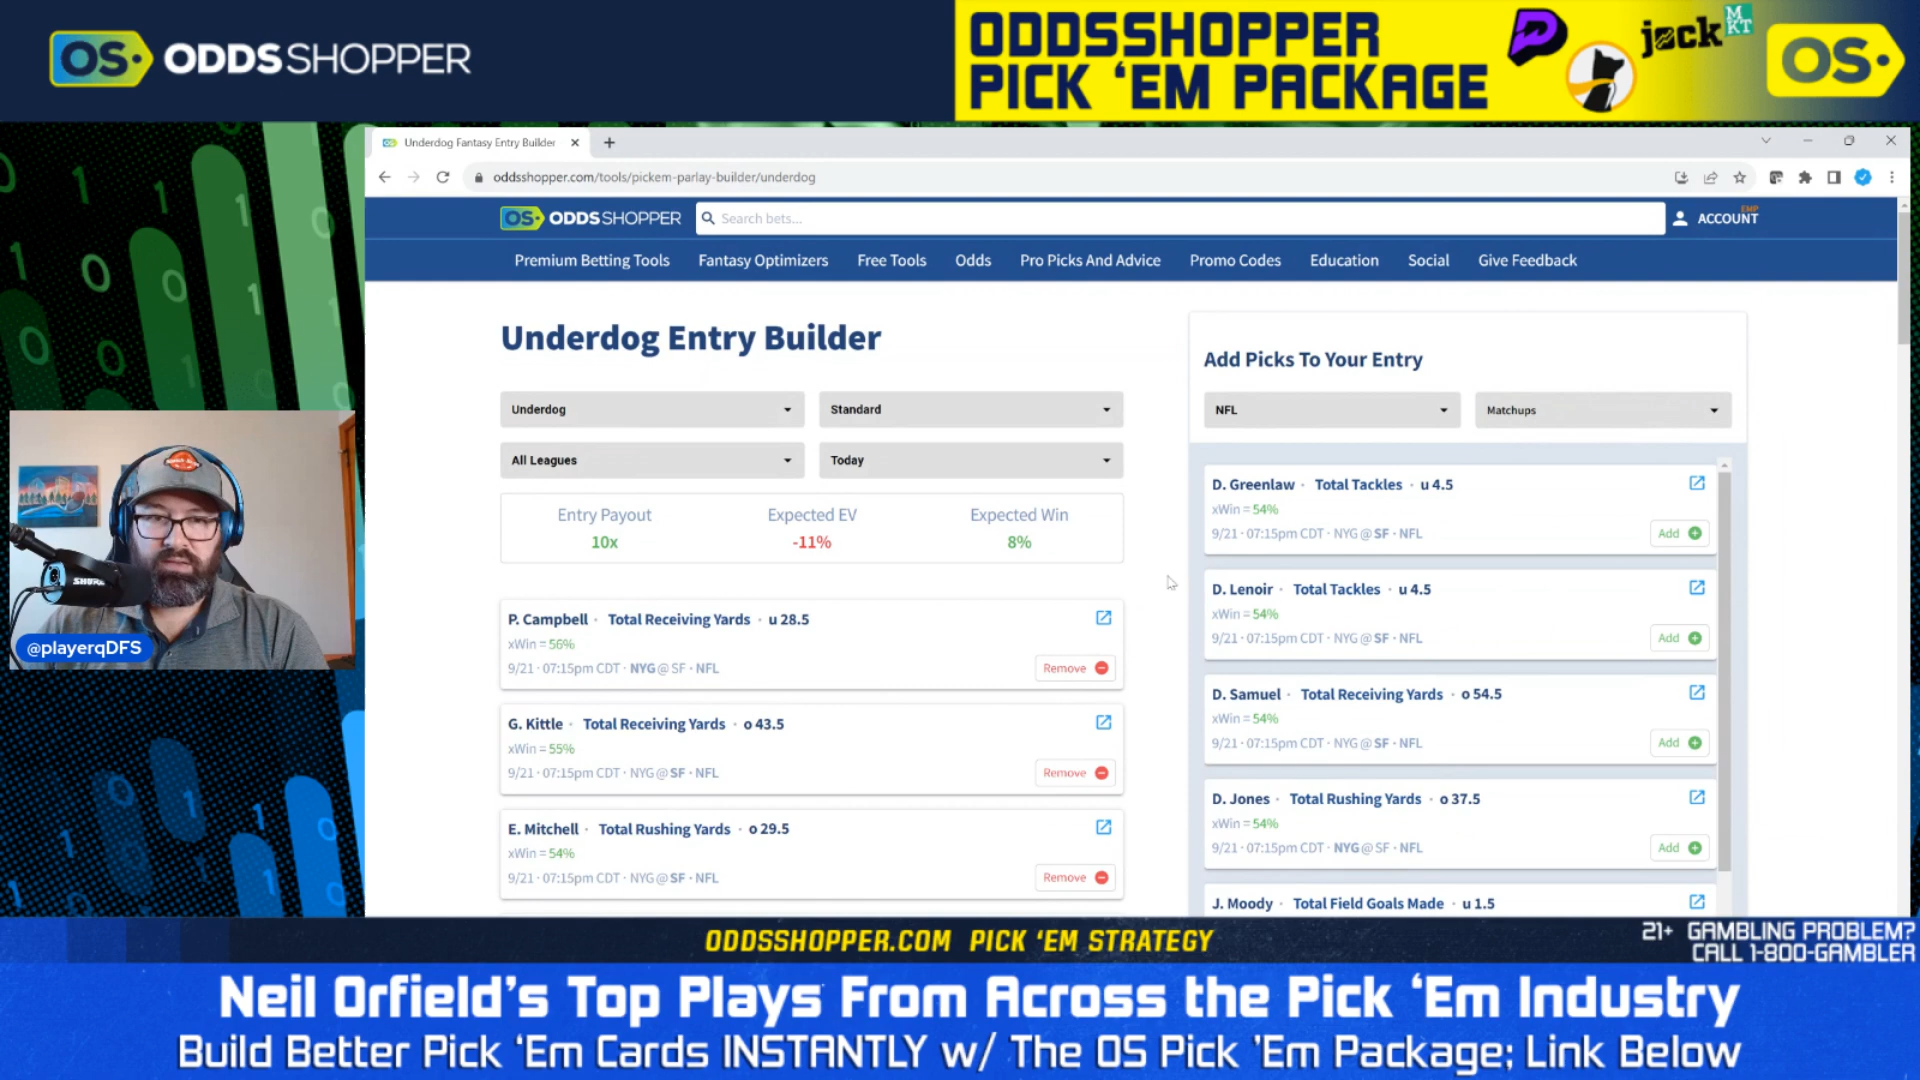 OS ODDSSHOPPER
ODDSSHOPPER
PICK 'EM PACKAGE
jock MKT
OS
Underdog Fantasy Entry Builder
oddsshopper.com/tools/pickem-parlay-builder/underdog
OS ODDSSHOPPER
Search bets...
EMP
ACCOUNT
Premium Betting Tools Fantasy Optimizers Free Tools Odds Pro Picks And Advice Promo Codes Education Social Give Feedback
Underdog Entry Builder
Underdog Standard
All Leagues Today
Entry Payout Expected EV Expected Win
10x -11% 8%
P. Campbell · Total Receiving Yards · u 28.5
xWin = 56%
9/21 · 07:15pm CDT · NYG @ SF · NFL
Remove
G. Kittle · Total Receiving Yards · o 43.5
xWin = 55%
9/21 · 07:15pm CDT · NYG @ SF · NFL
Remove
E. Mitchell · Total Rushing Yards · o 29.5
xWin = 54%
9/21 · 07:15pm CDT · NYG @ SF · NFL
Remove
Add Picks To Your Entry
NFL Matchups
D. Greenlaw · Total Tackles · u 4.5
xWin = 54%
9/21 · 07:15pm CDT · NYG @ SF · NFL
Add
D. Lenoir · Total Tackles · u 4.5
xWin = 54%
9/21 · 07:15pm CDT · NYG @ SF · NFL
Add
D. Samuel · Total Receiving Yards · o 54.5
xWin = 54%
9/21 · 07:15pm CDT · NYG @ SF · NFL
Add
D. Jones · Total Rushing Yards · o 37.5
xWin = 54%
9/21 · 07:15pm CDT · NYG @ SF · NFL
Add
J. Moody · Total Field Goals Made · u 1.5
SHURE
@playerqDFS
ODDSSHOPPER.COM PICK 'EM STRATEGY
21+ GAMBLING PROBLEM?
CALL 1-800-GAMBLER
Neil Orfield's Top Plays From Across the Pick 'Em Industry
Build Better Pick 'Em Cards INSTANTLY w/ The OS Pick 'Em Package; Link Below